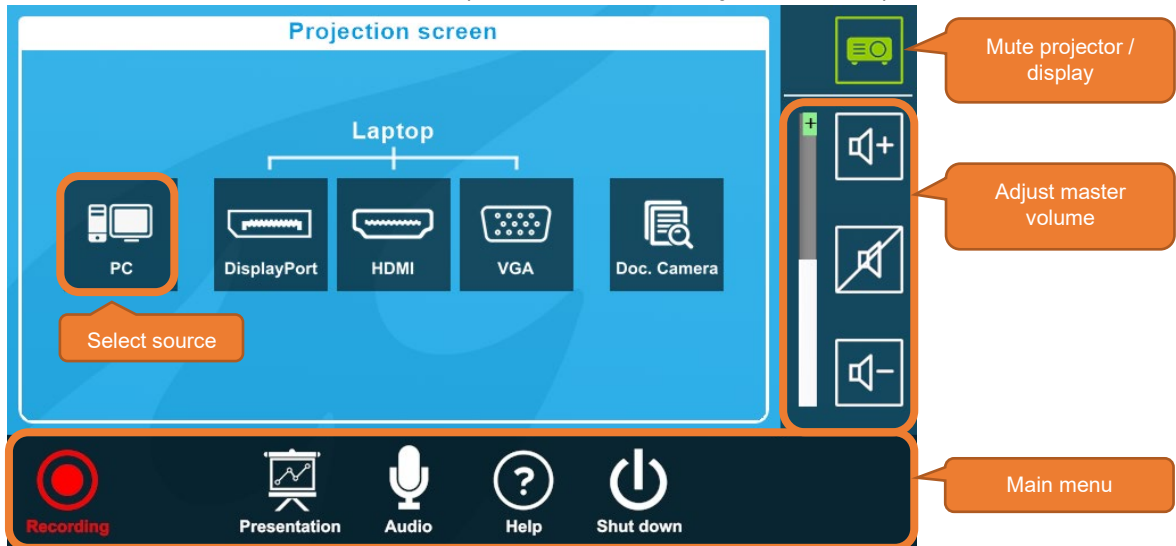 Projection screen
Mute projector /
display
Laptop
+
Adjust master
volume
PC
DisplayPort
HDMI
VGA
Doc. Camera
Select source
Recording
Presentation
Audio
Help
Shut down
Main menu